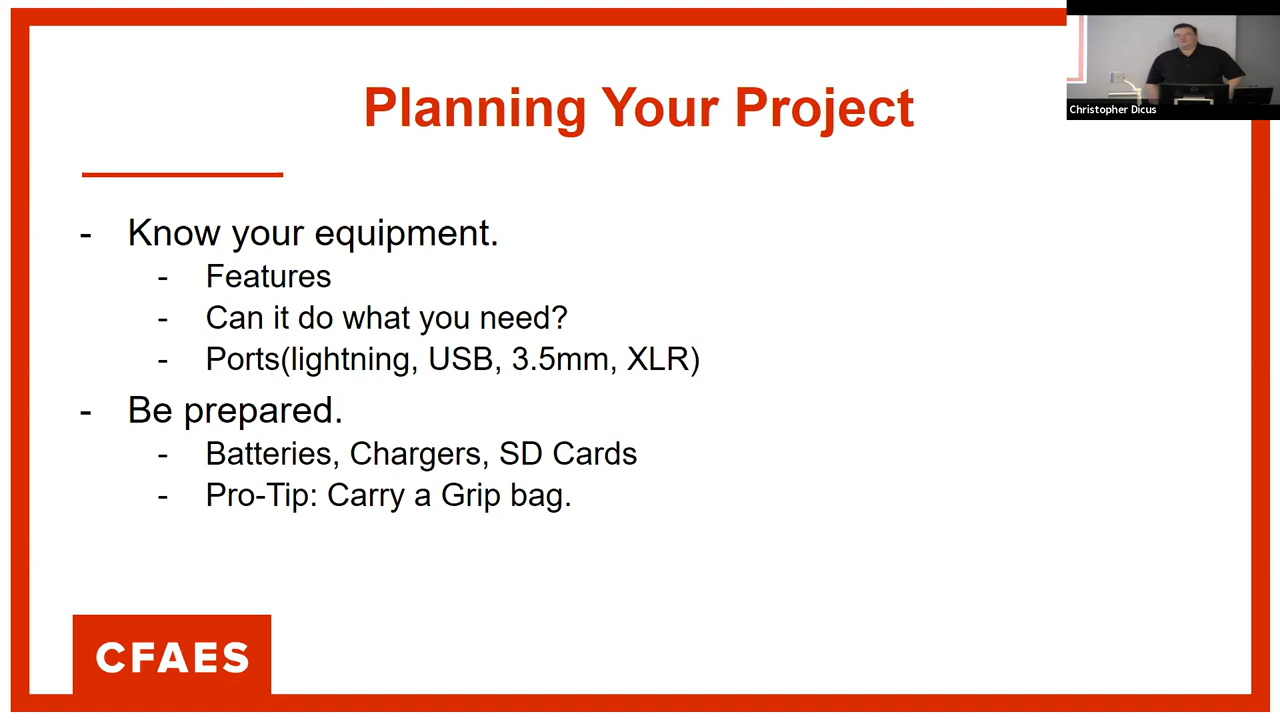 Planning Your Project
Christopher Dicus
- Know your equipment.
- Features
- Can it do what you need?
- Ports(lightning, USB, 3.5mm, XLR)
- Be prepared.
- Batteries, Chargers, SD Cards
- Pro-Tip: Carry a Grip bag.
CFAES